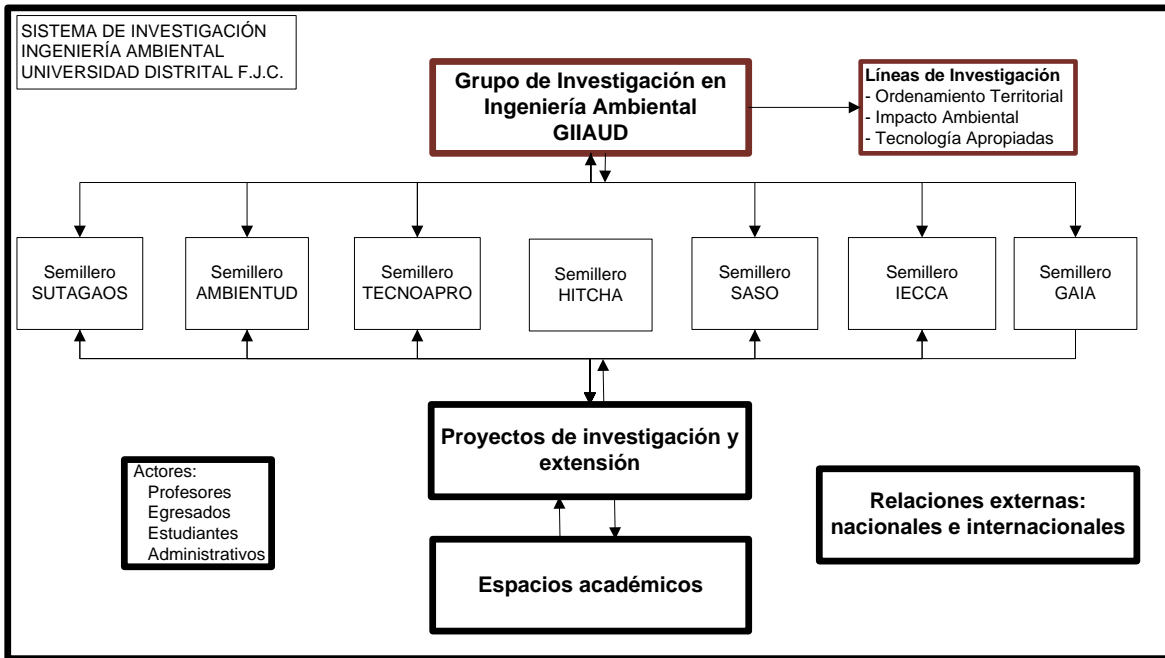 SISTEMA DE INVESTIGACIÓN
INGENIERÍA AMBIENTAL
UNIVERSIDAD DISTRITAL F.J.C.
Grupo de Investigación en
Ingeniería Ambiental
GIIAUD
Líneas de Investigación
- Ordenamiento Territorial
- Impacto Ambiental
- Tecnología Apropiadas
Semillero
SUTAGAOS
Semillero
AMBIENTUD
Semillero
TECNOAPRO
Semillero
HITCHA
Semillero
SASO
Semillero
IECCA
Semillero
GAIA
Proyectos de investigación y
extensión
Actores:
Profesores
Egresados
Estudiantes
Administrativos
Relaciones externas:
nacionales e internacionales
Espacios académicos